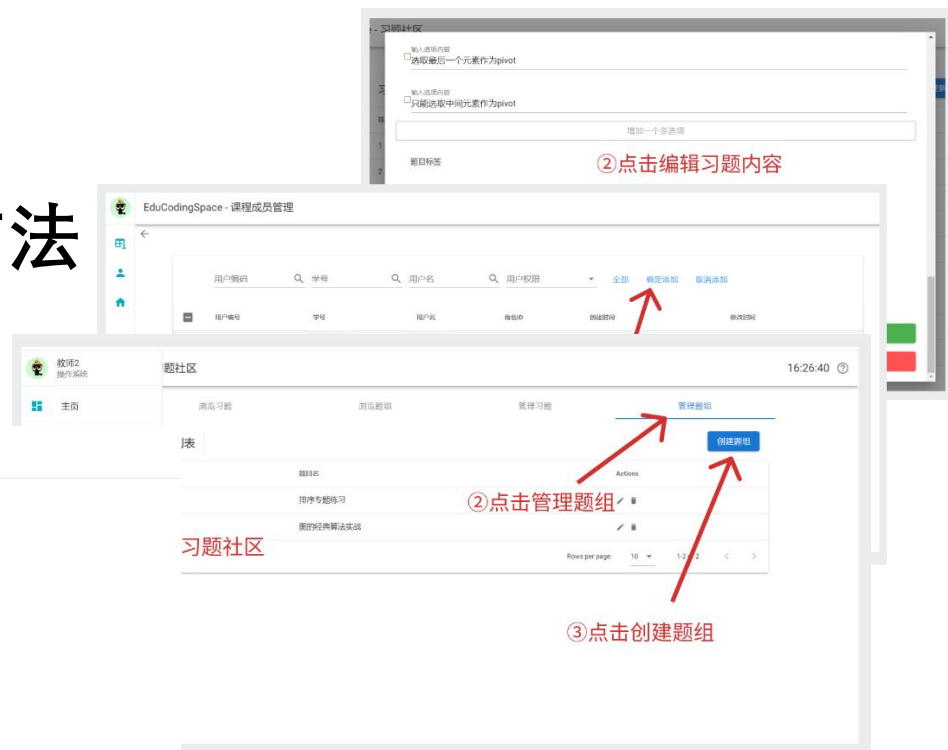 - 习题社区
输入选项内容
选取最后一个元素作为pivot
输入选项内容
只能选取中间元素作为pivot
增加一个多选项
题目标签
②点击编辑习题内容
法
EduCodingSpace - 课程成员管理
用户编码 学号 用户名 用户权限 全部 确定添加 取消添加
用户编号 学号 用户名 角色ID 创建时间 修改时间
教师2
操作系统
题社区
16:26:40
主页
浏览习题 浏览题组 管理习题 管理题组
表
创建题组
题目名 Actions
排序专题练习
②点击管理题组
图的经典算法实战
习题社区
Rows per page: 10 1-2 of 2
③点击创建题组